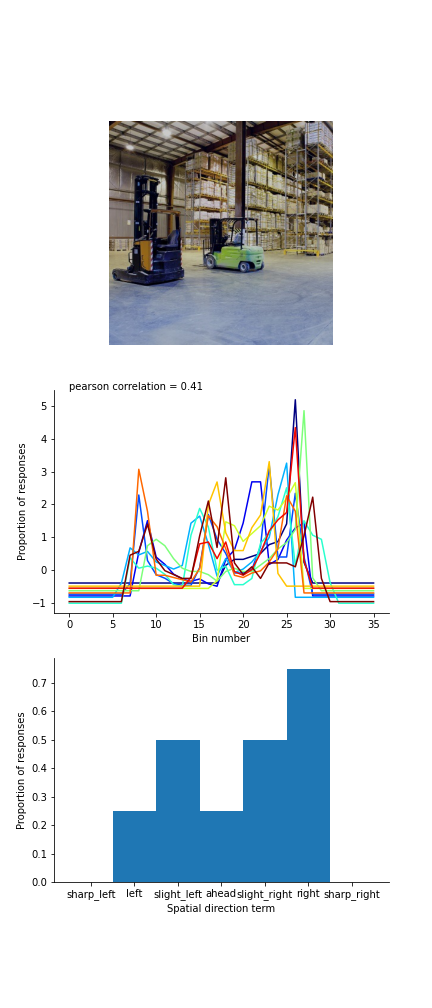 pearson correlation = 0.41
5
4
3
2
1
0
−1
Proportion of responses
0 5 10 15 20 25 30 35
Bin number
0.7
0.6
0.5
0.4
0.3
0.2
0.1
0.0
Proportion of responses
sharp_left left slight_left ahead slight_right right sharp_right
Spatial direction term